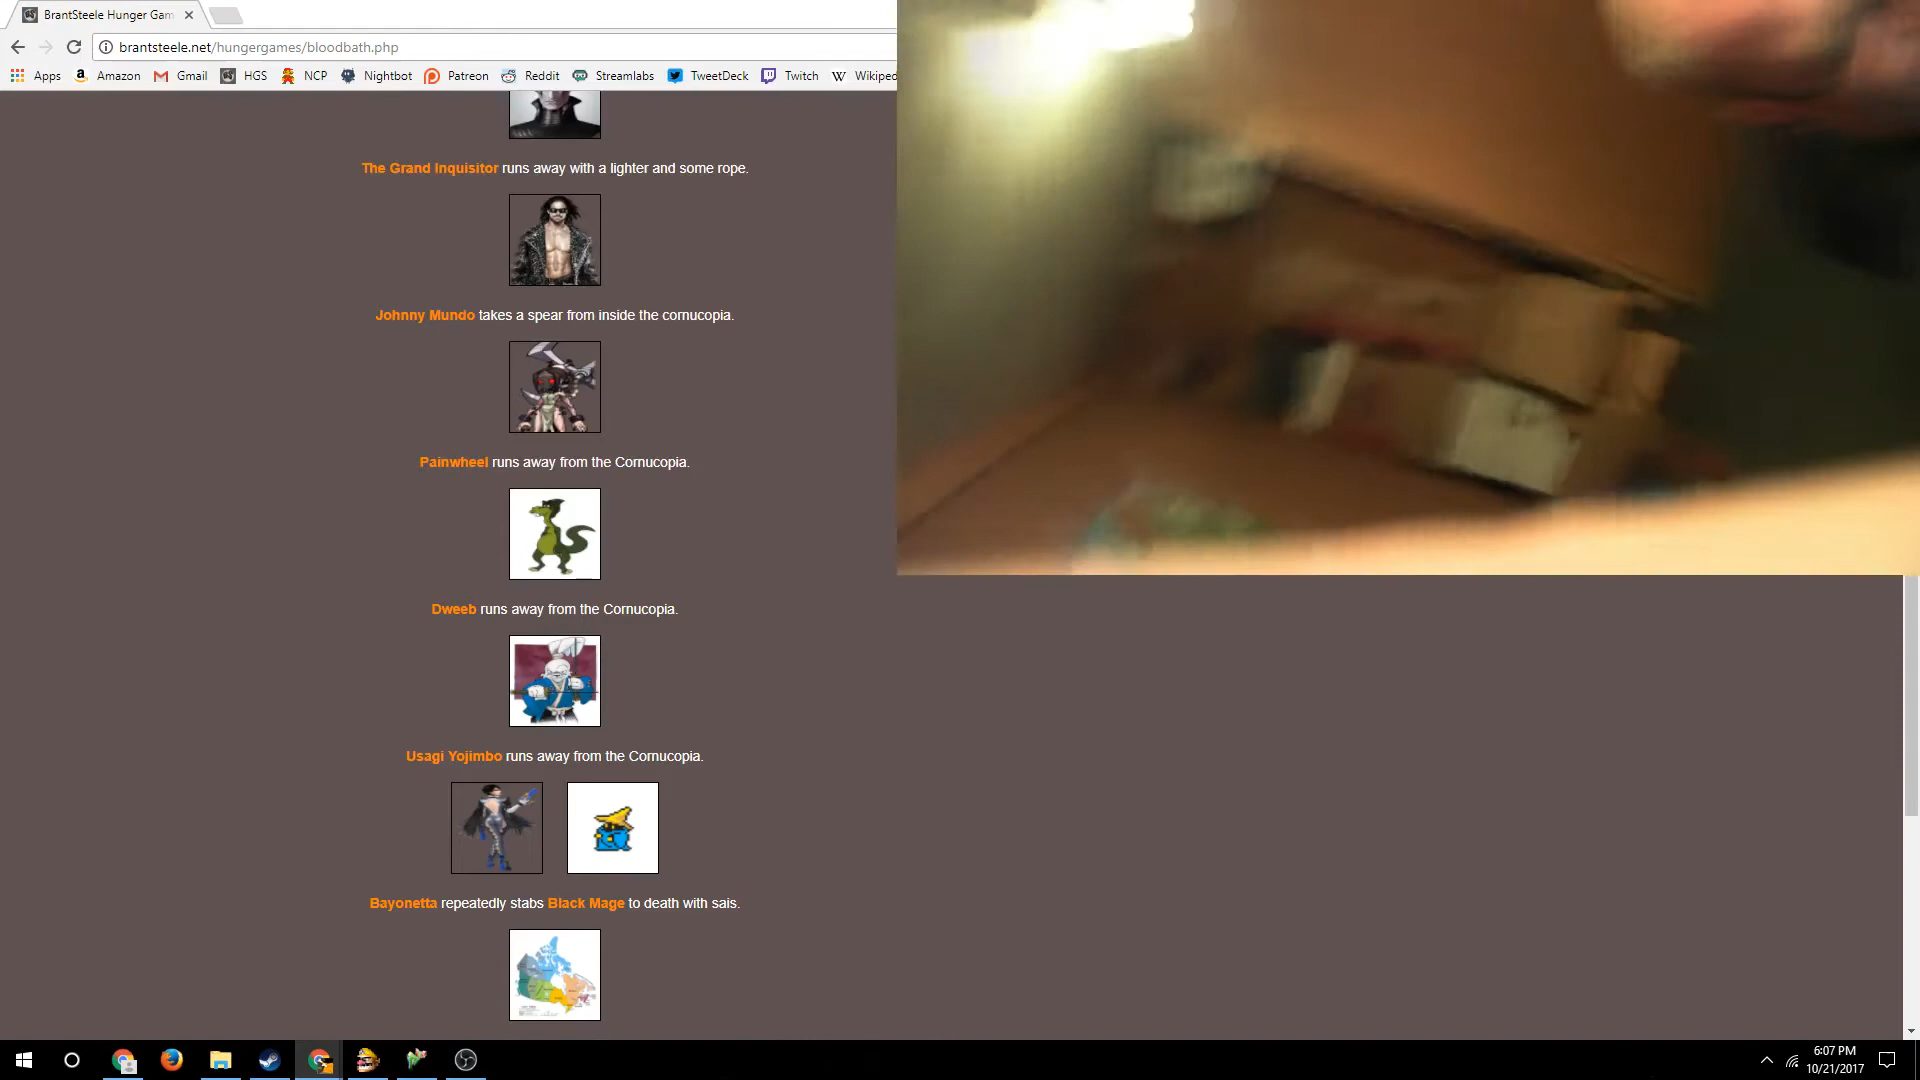 BrantSteele Hunger Gam
brantsteele.net/hungergames/bloodbath.php
Apps Amazon Gmail HGS NCP Nightbot Patreon Reddit Streamlabs TweetDeck Twitch Wikiped
The Grand Inquisitor runs away with a lighter and some rope.
Johnny Mundo takes a spear from inside the cornucopia.
Painwheel runs away from the Cornucopia.
Dweeb runs away from the Cornucopia.
Usagi Yojimbo runs away from the Cornucopia.
Bayonetta repeatedly stabs Black Mage to death with sais.
6:07 PM
10/21/2017